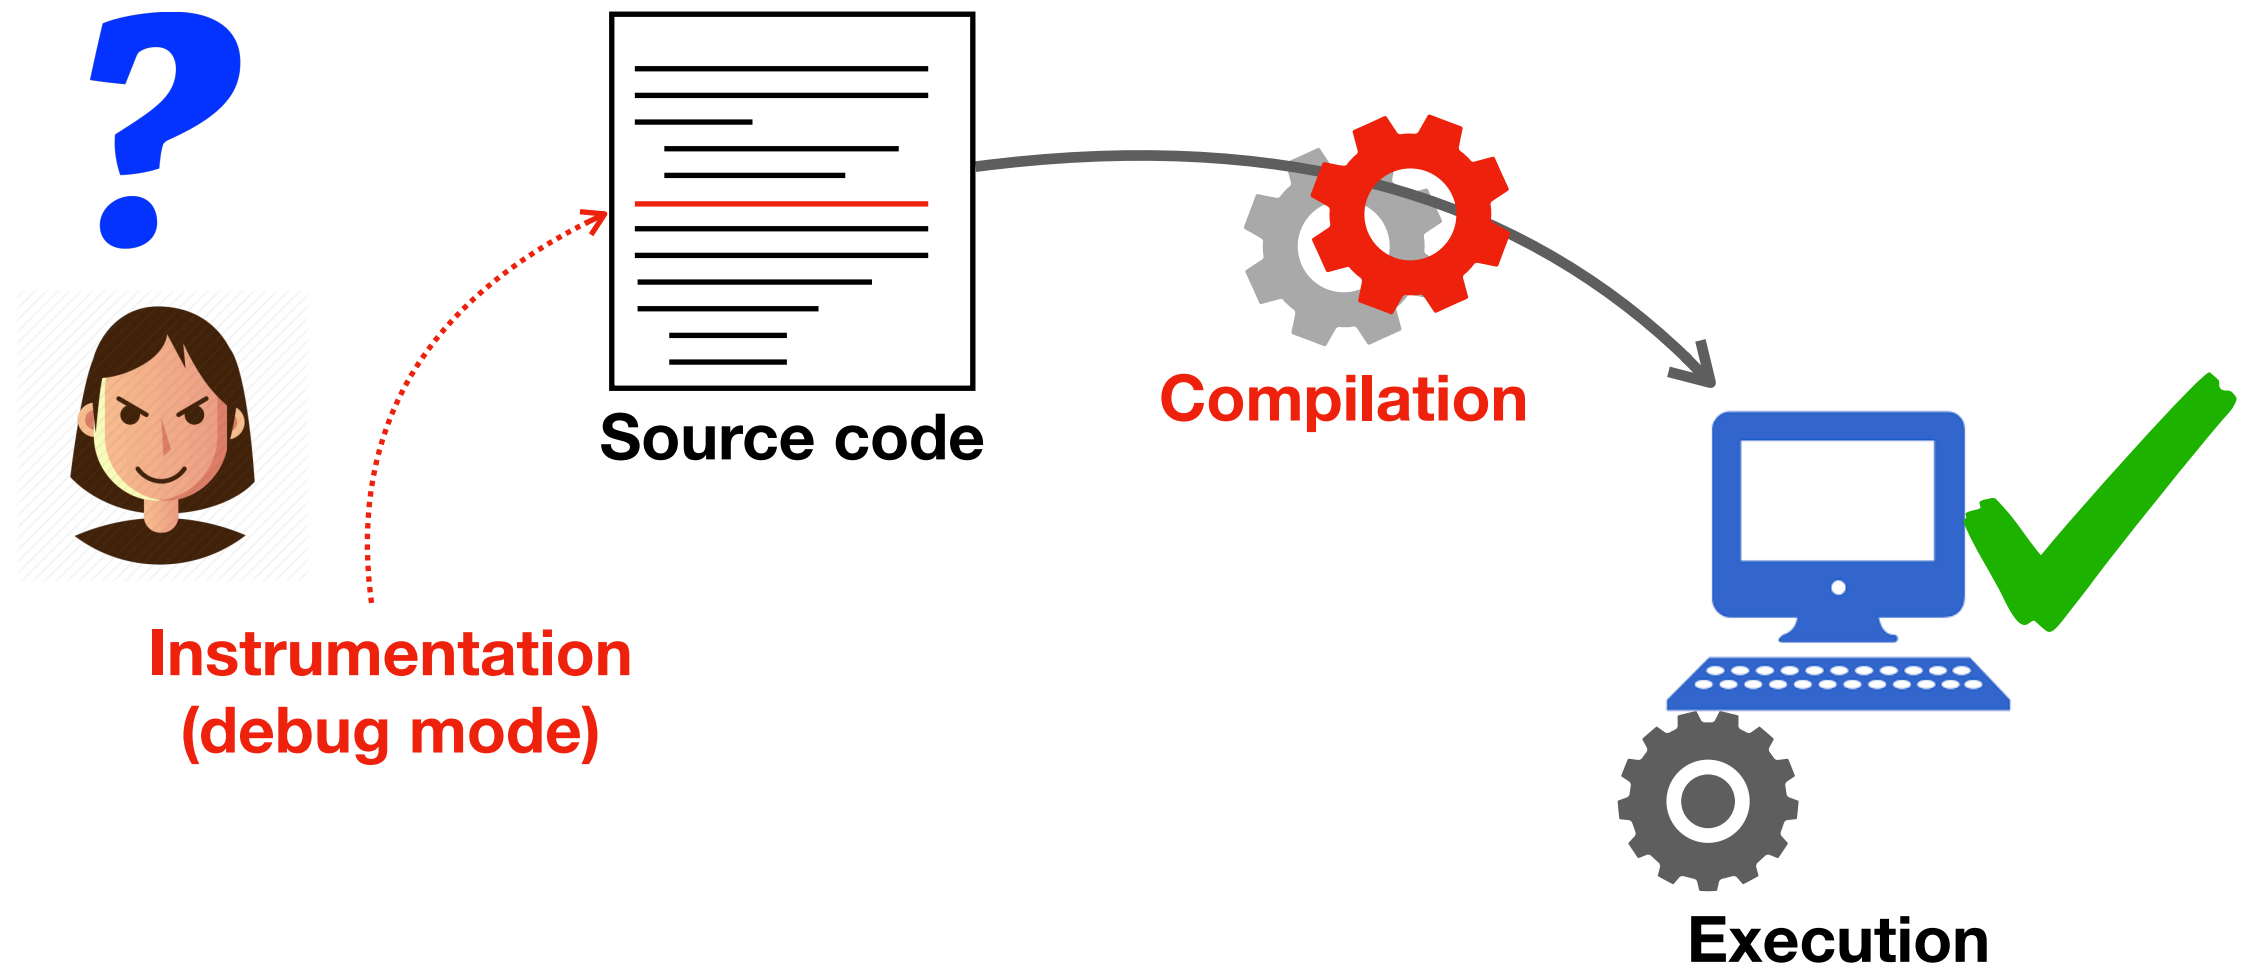 ?
Source code
Compilation
Instrumentation
(debug mode)
Execution